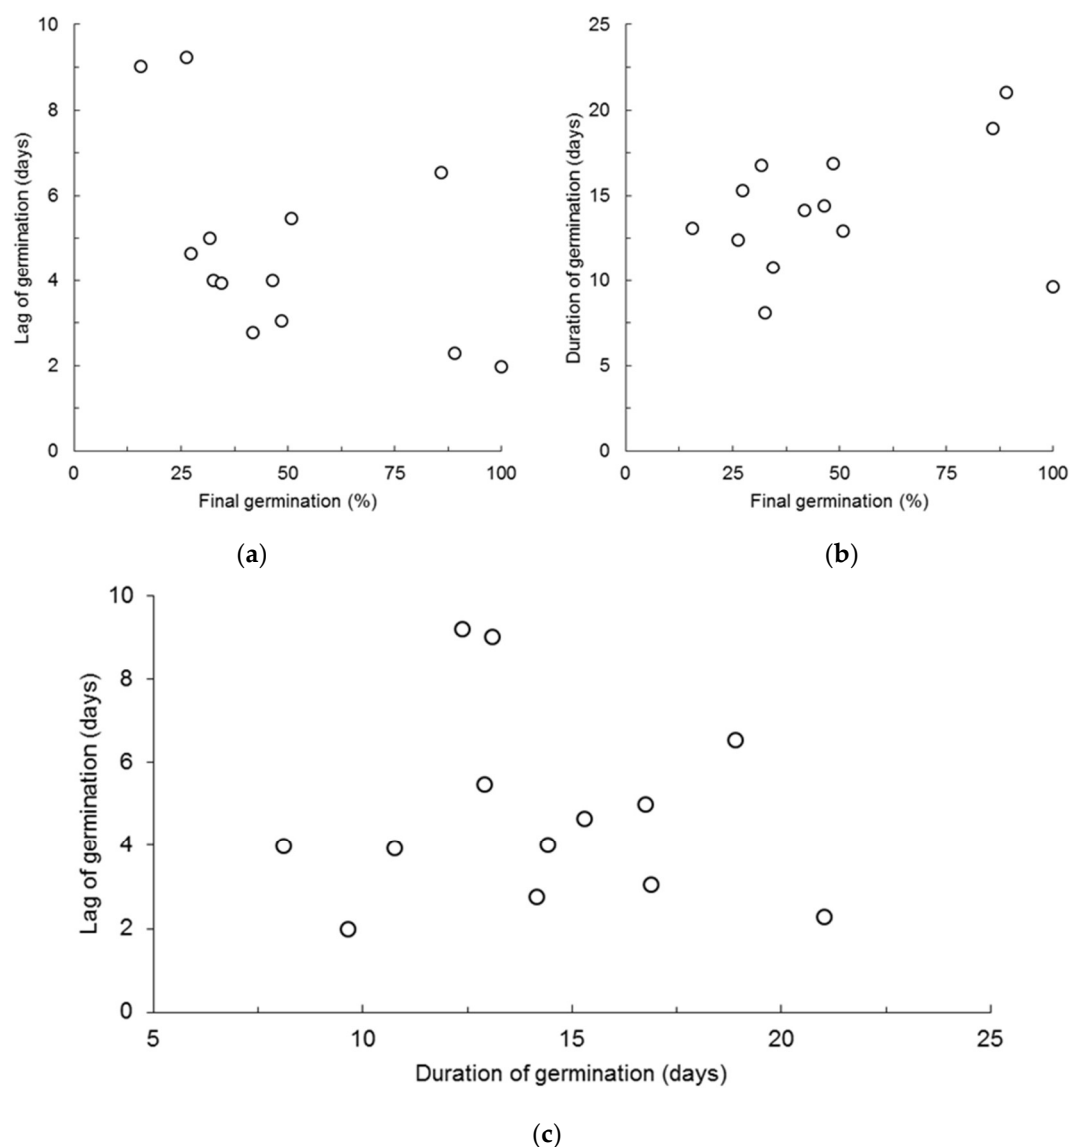 10
8
6
4
2
0
Lag of germination (days)
0 25 50 75 100
Final germination (%)
(a)
25
20
15
10
5
0
Duration of germination (days)
0 25 50 75 100
Final germination (%)
(b)
10
8
6
4
2
0
Lag of germination (days)
5 10 15 20 25
Duration of germination (days)
(c)